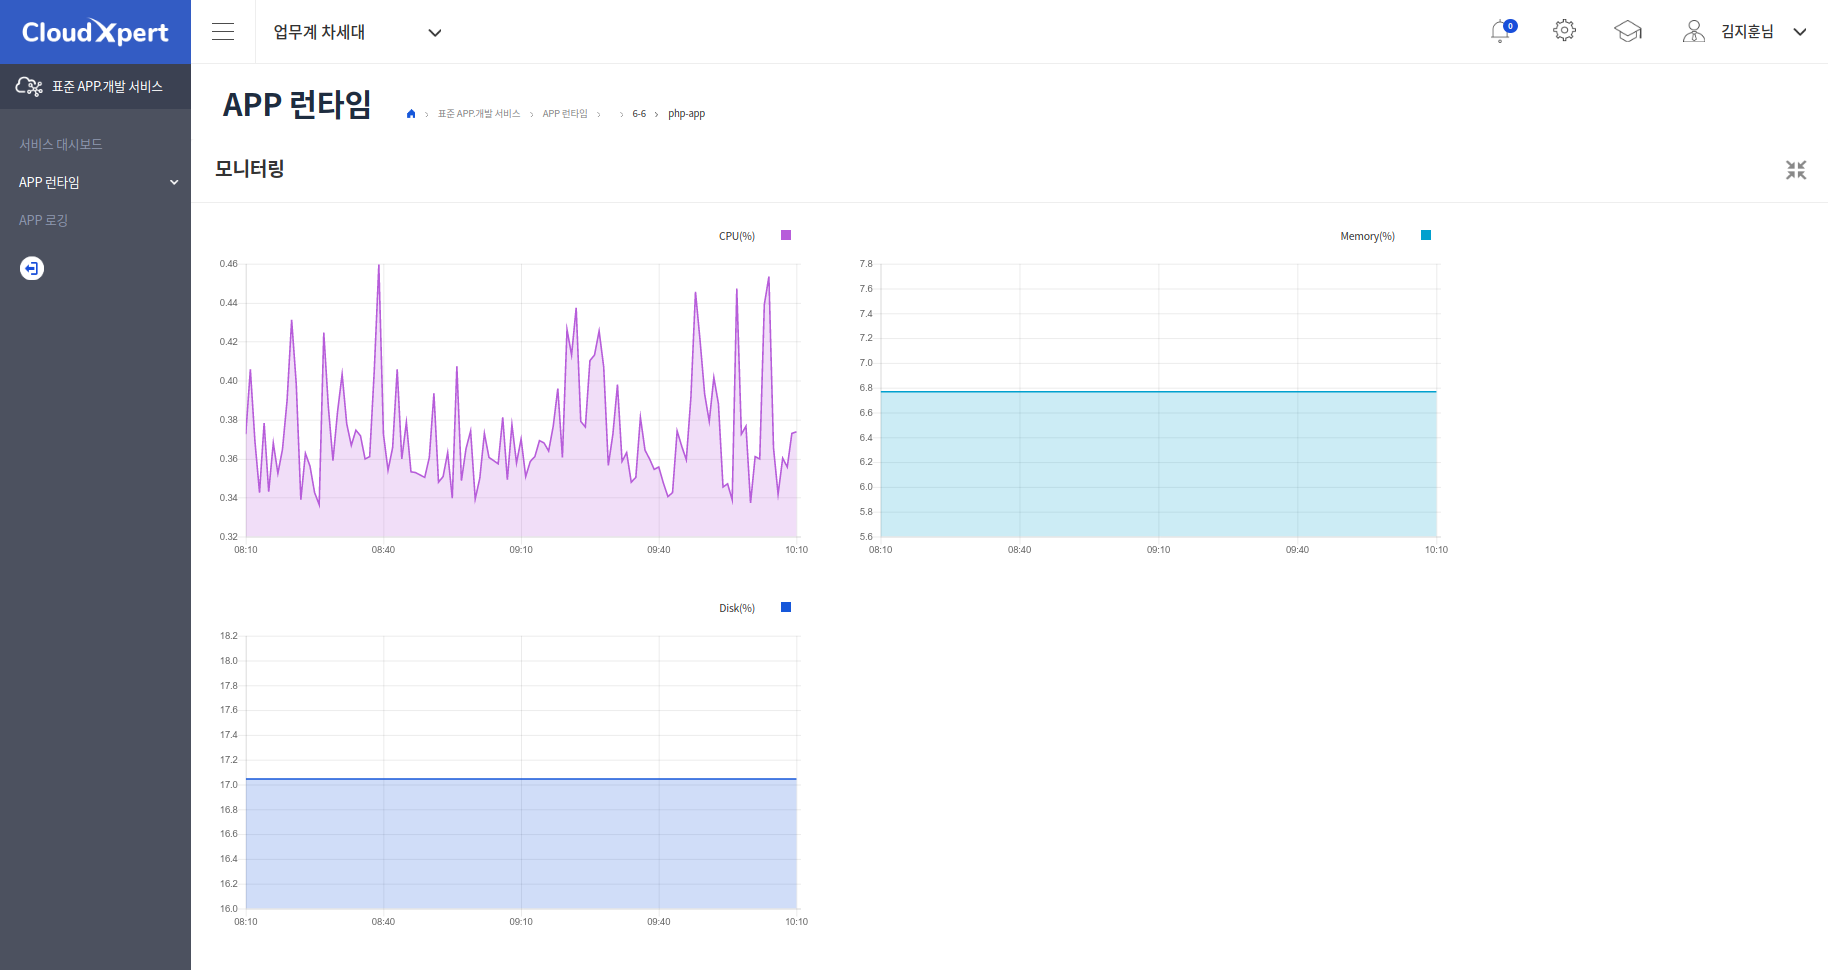 CloudXpert
업무계 차세대
0
김지훈님
표준 APP.개발 서비스
서비스 대시보드
APP 런타임
APP 로깅
APP 런타임
표준 APP.개발 서비스 > APP 런타임 > > 6-6 > php-app
모니터링
CPU(%)
0.46
0.44
0.42
0.40
0.38
0.36
0.34
0.32
08:10 08:40 09:10 09:40 10:10
Memory(%)
7.8
7.6
7.4
7.2
7.0
6.8
6.6
6.4
6.2
6.0
5.8
5.6
08:10 08:40 09:10 09:40 10:10
Disk(%)
18.2
18.0
17.8
17.6
17.4
17.2
17.0
16.8
16.6
16.4
16.2
16.0
08:10 08:40 09:10 09:40 10:10